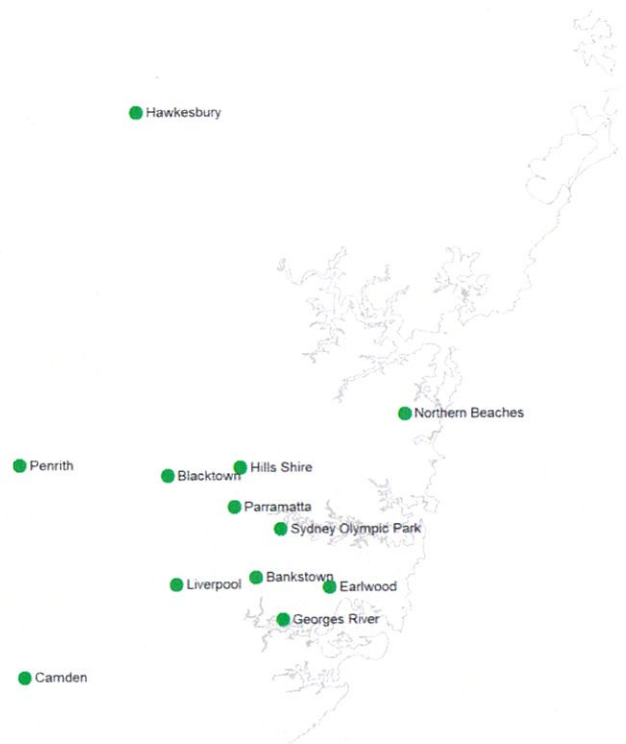 Hawkesbury
Northern Beaches
Penrith
Hills Shire
Blacktown
Parramatta
Sydney Olympic Park
Bankstown
Liverpool
Earlwood
Georges River
Camden